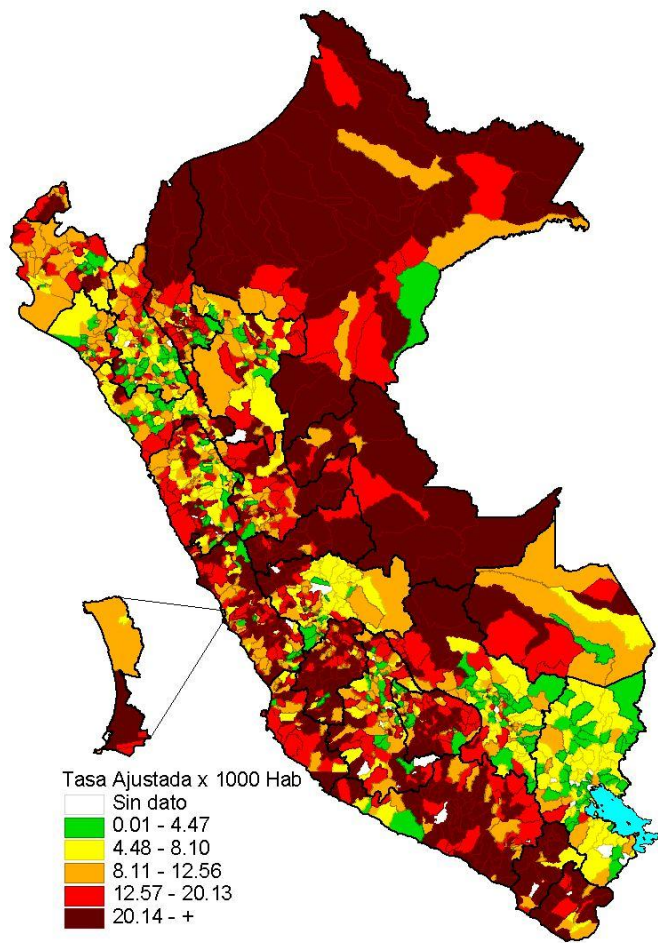 Tasa Ajustada x 1000 Hab
Sin dato
0.01 - 4.47
4.48 - 8.10
8.11 - 12.56
12.57 - 20.13
20.14 - +